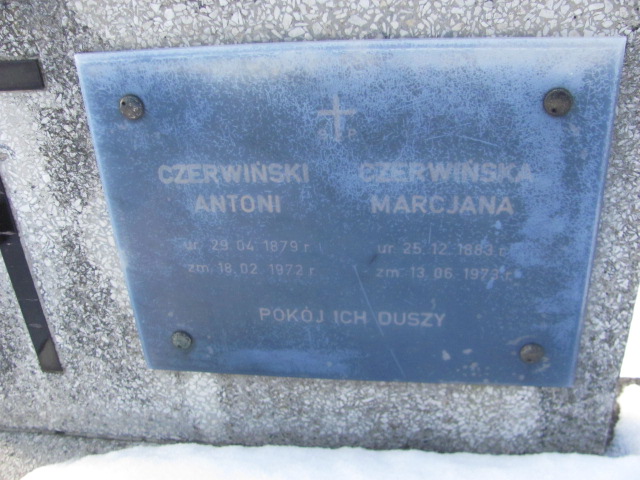 Ś P
CZERWIŃSKI CZERWIŃSKA
ANTONI MARCJANA
ur. 29.04.1879 r. ur. 25.12.1883 r.
zm. 18.02.1972 r. zm. 13.06.1973 r.
POKÓJ ICH DUSZY